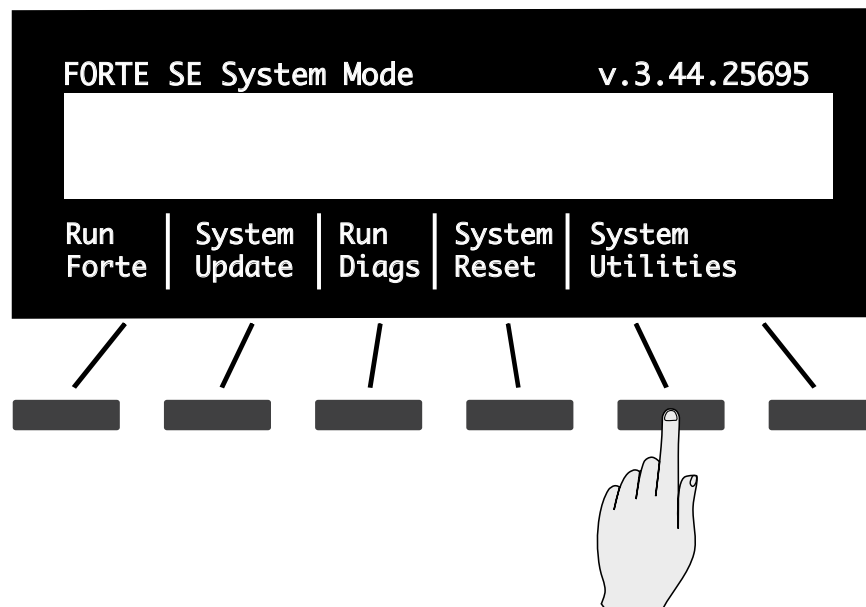 FORTE SE System Mode v.3.44.25695
Run Forte | System Update | Run Diags | System Reset | System Utilities